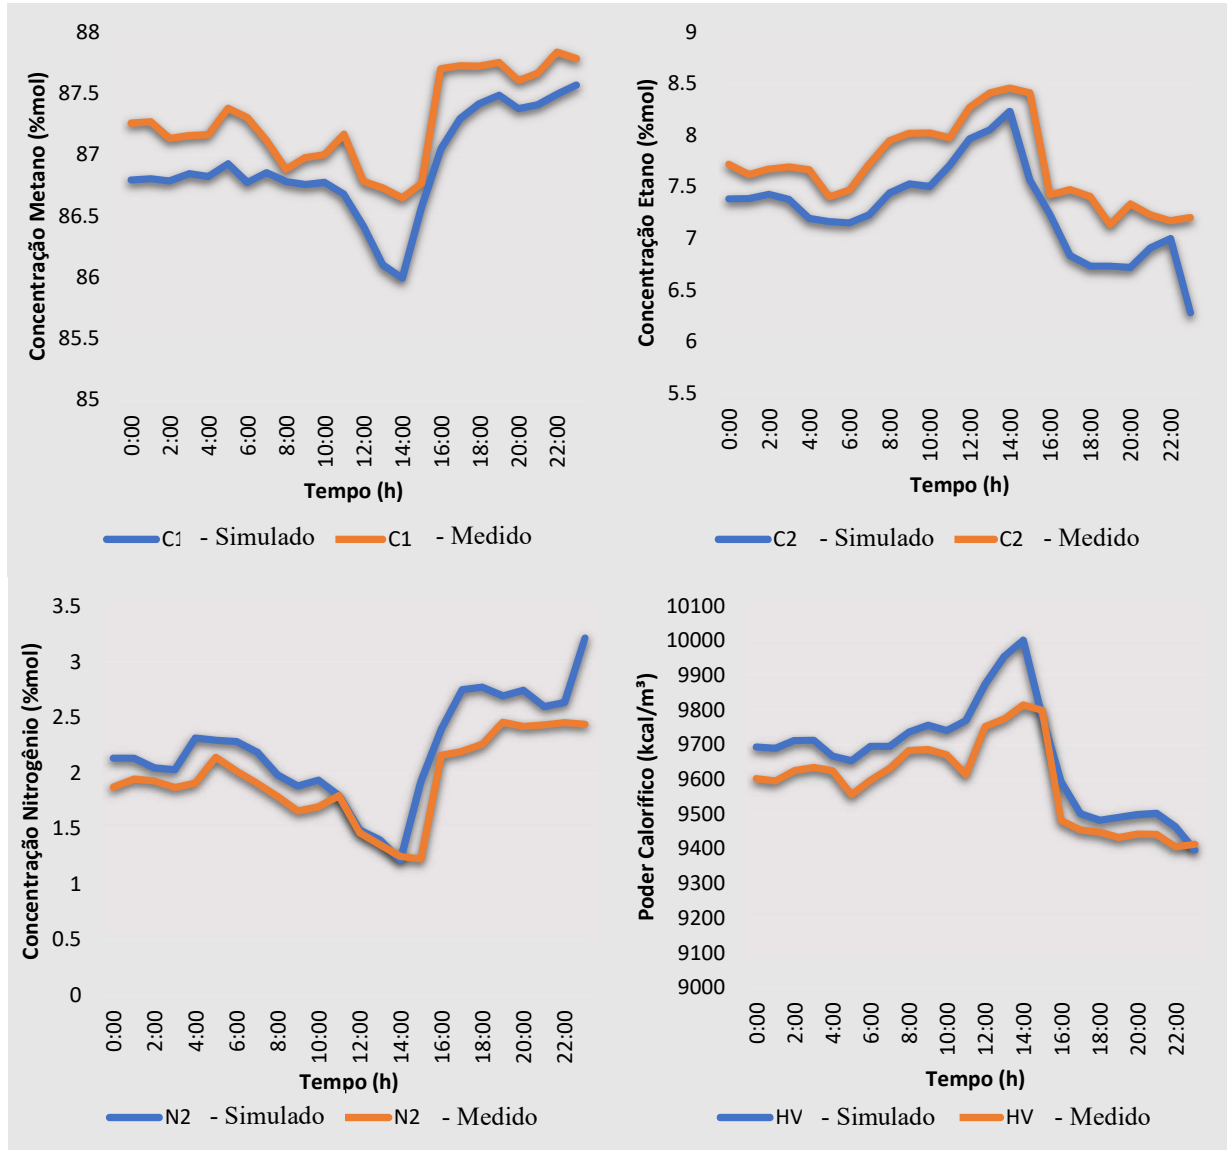 Concentração Metano (%mol)
88
87.5
87
86.5
86
85.5
85
0:00 2:00 4:00 6:00 8:00 10:00 12:00 14:00 16:00 18:00 20:00 22:00
Tempo (h)
C1 - Simulado C1 - Medido
Concentração Etano (%mol)
9
8.5
8
7.5
7
6.5
6
5.5
0:00 2:00 4:00 6:00 8:00 10:00 12:00 14:00 16:00 18:00 20:00 22:00
Tempo (h)
C2 - Simulado C2 - Medido
Concentração Nitrogênio (%mol)
3.5
3
2.5
2
1.5
1
0.5
0
0:00 2:00 4:00 6:00 8:00 10:00 12:00 14:00 16:00 18:00 20:00 22:00
Tempo (h)
N2 - Simulado N2 - Medido
Poder Calorífico (kcal/m³)
10100
10000
9900
9800
9700
9600
9500
9400
9300
9200
9100
9000
0:00 2:00 4:00 6:00 8:00 10:00 12:00 14:00 16:00 18:00 20:00 22:00
Tempo (h)
HV - Simulado HV - Medido